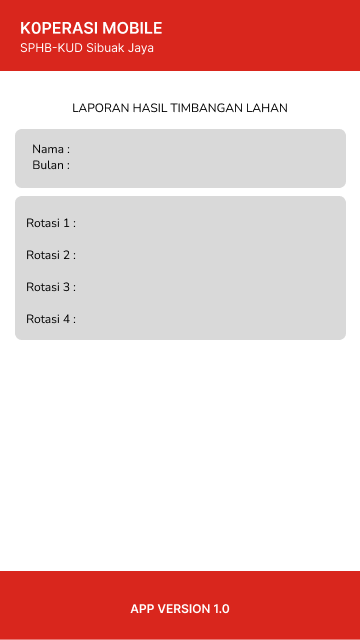 K0PERASI MOBILE
SPHB-KUD Sibuak Jaya
LAPORAN HASIL TIMBANGAN LAHAN
Nama :
Bulan :
Rotasi 1 :
Rotasi 2 :
Rotasi 3 :
Rotasi 4 :
APP VERSION 1.0